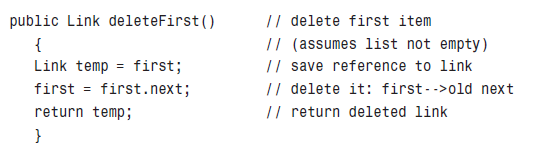 public Link deleteFirst() // delete first item
{ // (assumes list not empty)
Link temp = first; // save reference to link
first = first.next; // delete it: first-->old next
return temp; // return deleted link
}